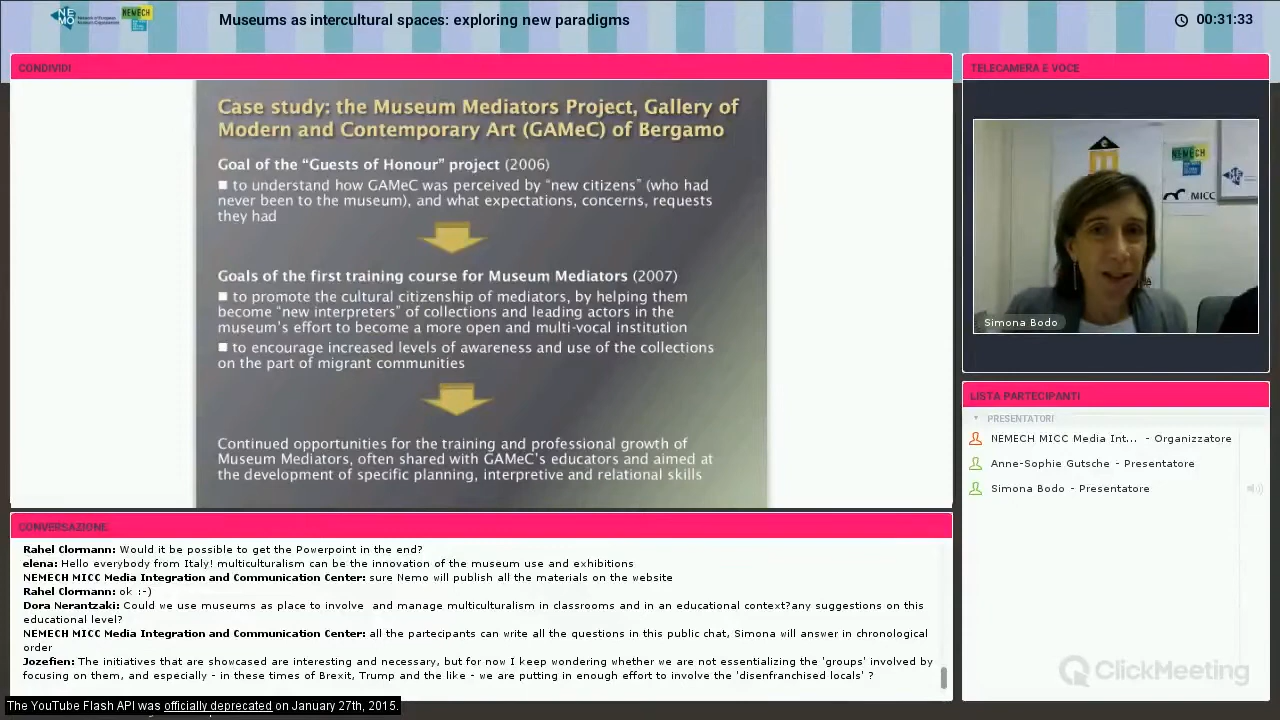 NE
MO
Network of European
Museum Organisations
NEMECH
Museums as intercultural spaces: exploring new paradigms
00:31:33
CONDIVIDI
Case study: the Museum Mediators Project, Gallery of
Modern and Contemporary Art (GAMeC) of Bergamo
Goal of the “Guests of Honour” project (2006)
■ to understand how GAMeC was perceived by “new citizens” (who had
never been to the museum), and what expectations, concerns, requests
they had
Goals of the first training course for Museum Mediators (2007)
■ to promote the cultural citizenship of mediators, by helping them
become “new interpreters” of collections and leading actors in the
museum’s effort to become a more open and multi-vocal institution
■ to encourage increased levels of awareness and use of the collections
on the part of migrant communities
Continued opportunities for the training and professional growth of
Museum Mediators, often shared with GAMeC’s educators and aimed at
the development of specific planning, interpretive and relational skills
TELECAMERA E VOCE
NEMECH
MICC
Simona Bodo
LISTA PARTECIPANTI
PRESENTATORI
NEMECH MICC Media Int... - Organizzatore
Anne-Sophie Gutsche - Presentatore
Simona Bodo - Presentatore
CONVERSAZIONE
Rahel Clormann: Would it be possible to get the Powerpoint in the end?
elena: Hello everybody from Italy! multiculturalism can be the innovation of the museum use and exhibitions
NEMECH MICC Media Integration and Communication Center: sure Nemo will publish all the materials on the website
Rahel Clormann: ok :-)
Dora Nerantzaki: Could we use museums as place to involve and manage multiculturalism in classrooms and in an educational context?any suggestions on this
educational level?
NEMECH MICC Media Integration and Communication Center: all the partecipants can write all the questions in this public chat, Simona will answer in chronological
order
Jozefien: The initiatives that are showcased are interesting and necessary, but for now I keep wondering whether we are not essentializing the 'groups' involved by
focusing on them, and especially - in these times of Brexit, Trump and the like - we are putting in enough effort to involve the 'disenfranchised locals' ?
ClickMeeting
The YouTube Flash API was officially deprecated on January 27th, 2015.